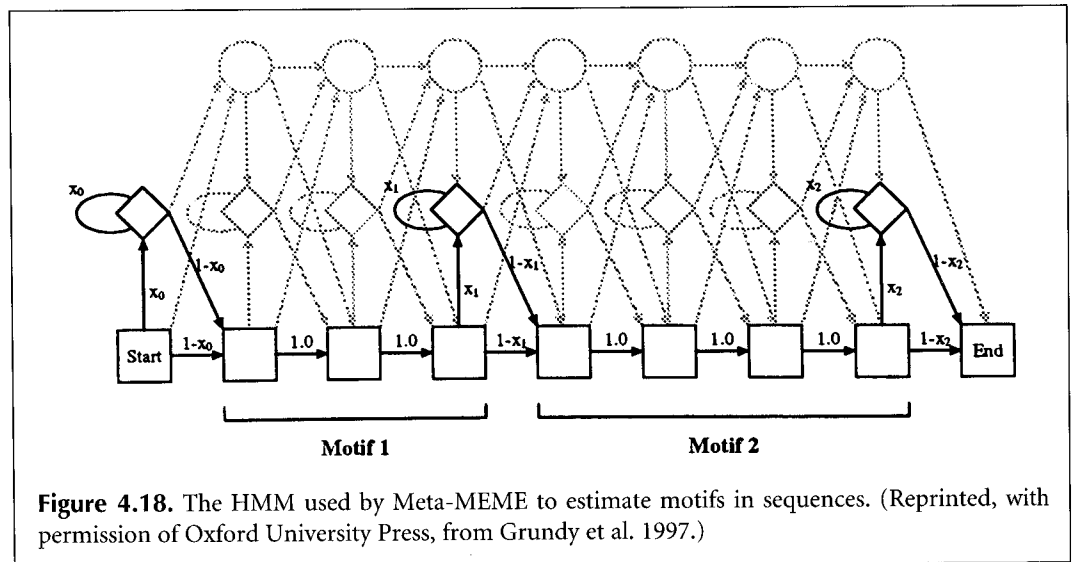 x₀
x₁
x₂
1-x₀
1-x₁
1-x₂
x₀
x₁
x₂
Start
1-x₀
1.0
1.0
1-x₁
1.0
1.0
1.0
1-x₂
End
Motif 1
Motif 2
Figure 4.18. The HMM used by Meta-MEME to estimate motifs in sequences. (Reprinted, with
permission of Oxford University Press, from Grundy et al. 1997.)